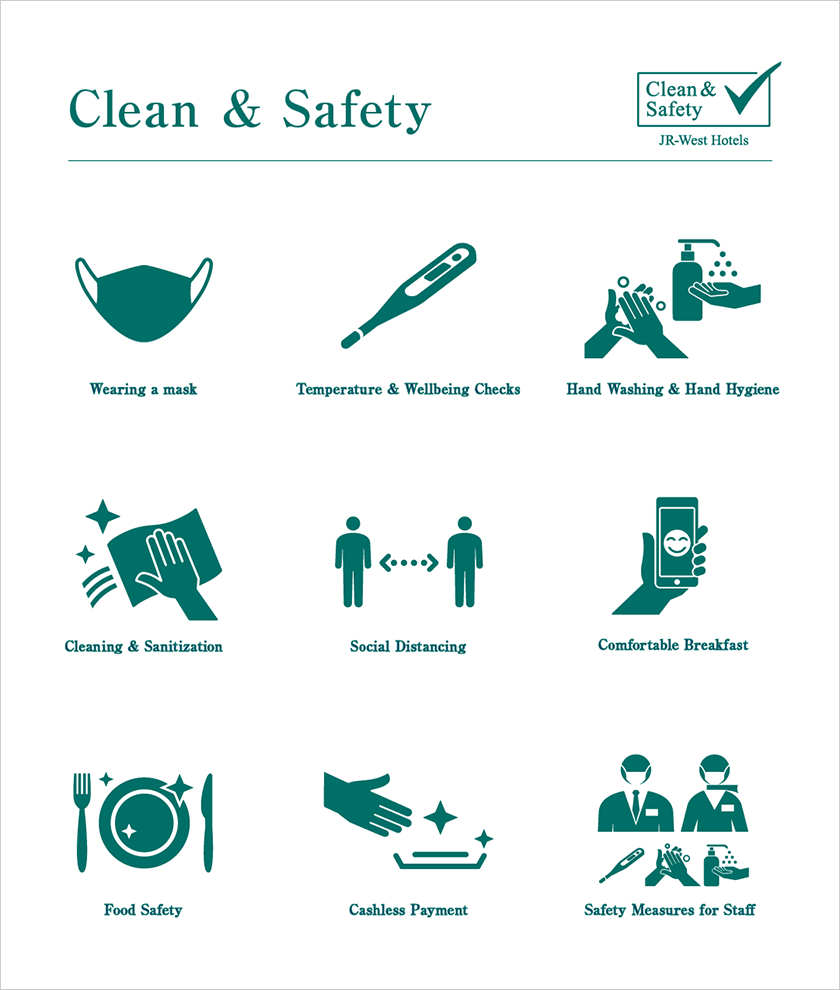 Clean & Safety
Clean &
Safety
JR-West Hotels
Wearing a mask
Temperature & Wellbeing Checks
Hand Washing & Hand Hygiene
Cleaning & Sanitization
Social Distancing
Comfortable Breakfast
Food Safety
Cashless Payment
Safety Measures for Staff